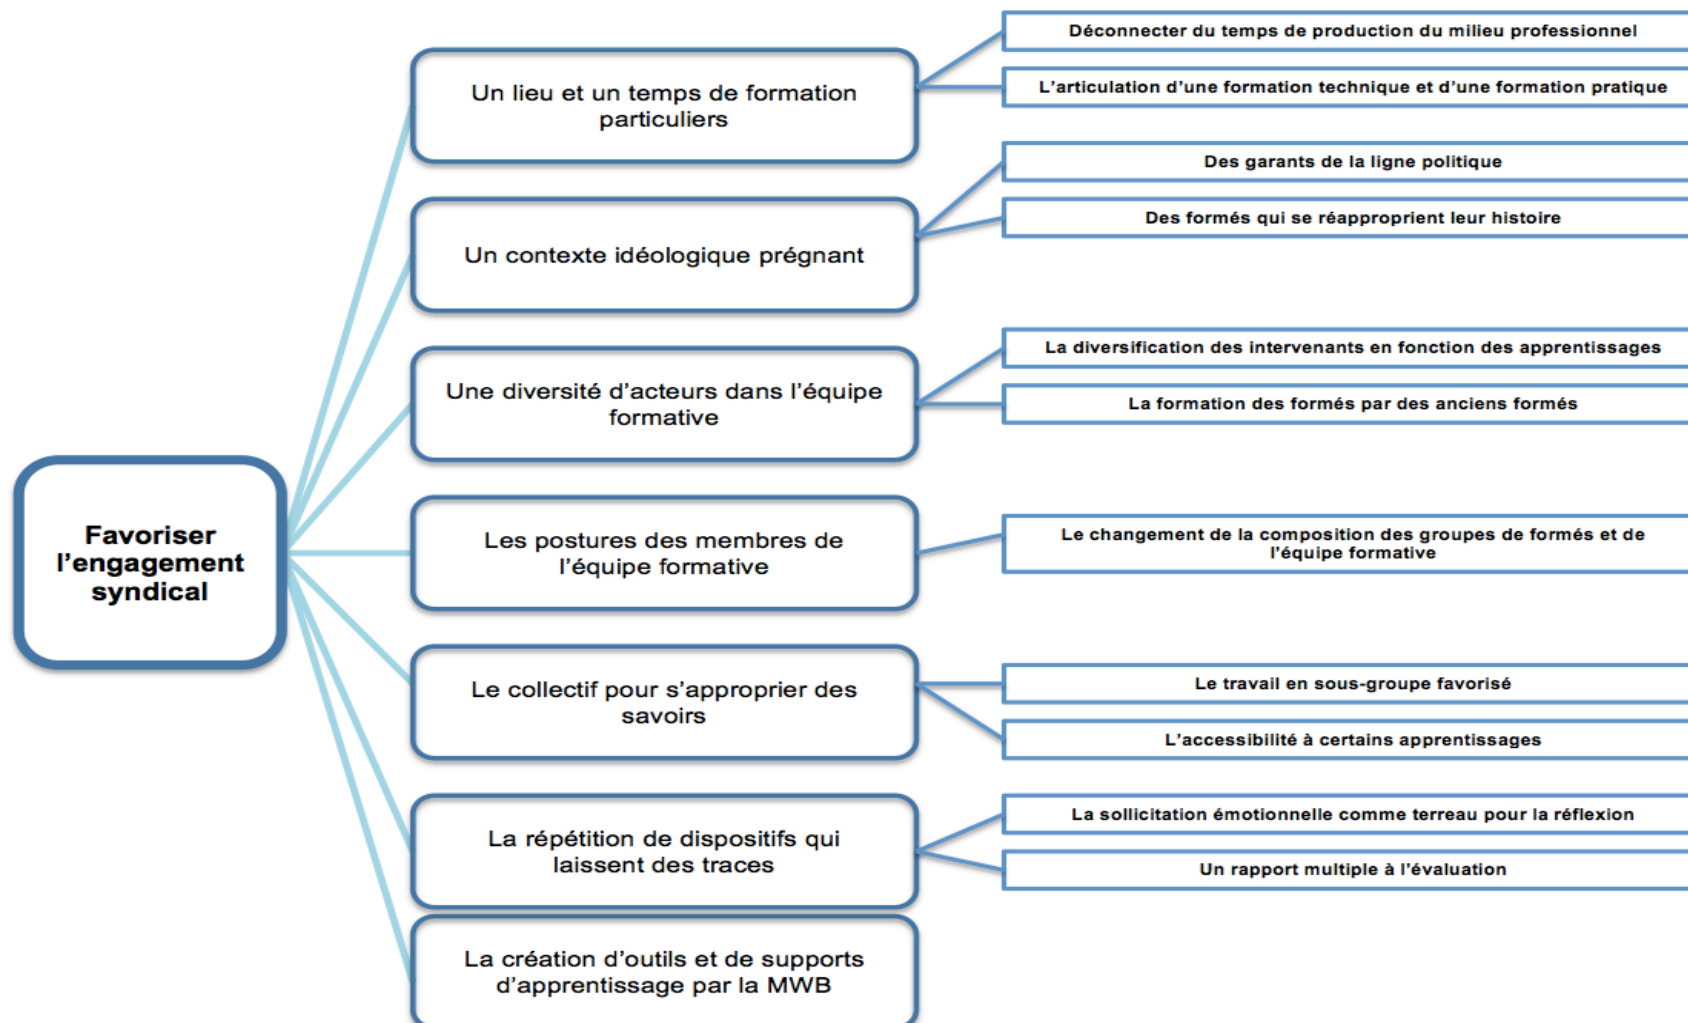 Favoriser
l'engagement
syndical
Un lieu et un temps de formation
particuliers
Déconnecter du temps de production du milieu professionnel
L'articulation d'une formation technique et d'une formation pratique
Un contexte idéologique prégnant
Des garants de la ligne politique
Des formés qui se réapproprient leur histoire
Une diversité d'acteurs dans l'équipe
formative
La diversification des intervenants en fonction des apprentissages
La formation des formés par des anciens formés
Les postures des membres de
l'équipe formative
Le changement de la composition des groupes de formés et de
l'équipe formative
Le collectif pour s'approprier des
savoirs
Le travail en sous-groupe favorisé
L'accessibilité à certains apprentissages
La répétition de dispositifs qui
laissent des traces
La sollicitation émotionnelle comme terreau pour la réflexion
Un rapport multiple à l'évaluation
La création d'outils et de supports
d'apprentissage par la MWB